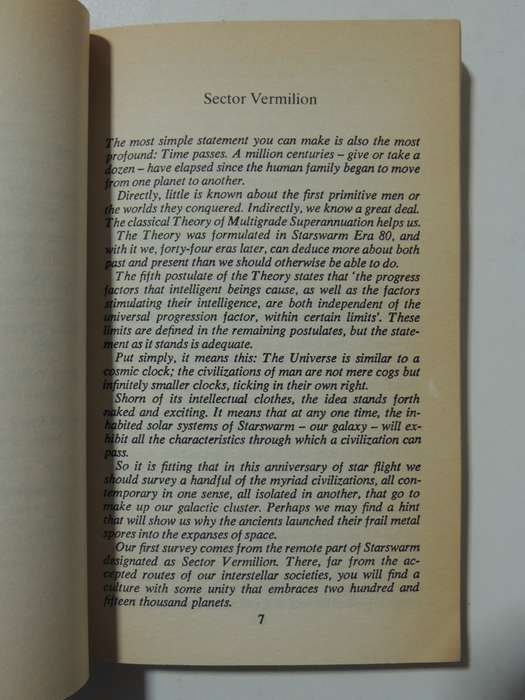 Sector Vermilion
The most simple statement you can make is also the most
profound: Time passes. A million centuries – give or take a
dozen – have elapsed since the human family began to move
from one planet to another.
Directly, little is known about the first primitive men or
the worlds they conquered. Indirectly, we know a great deal.
The classical Theory of Multigrade Superannuation helps us.
The Theory was formulated in Starswarm Era 80, and
with it we, forty-four eras later, can deduce more about both
past and present than we should otherwise be able to do.
The fifth postulate of the Theory states that 'the progress
factors that intelligent beings cause, as well as the factors
stimulating their intelligence, are both independent of the
universal progression factor, within certain limits'. These
limits are defined in the remaining postulates, but the state-
ment as it stands is adequate.
Put simply, it means this: The Universe is similar to a
cosmic clock; the civilizations of man are not mere cogs but
infinitely smaller clocks, ticking in their own right.
Shorn of its intellectual clothes, the idea stands forth
naked and exciting. It means that at any one time, the in-
habited solar systems of Starswarm – our galaxy – will ex-
hibit all the characteristics through which a civilization can
pass.
So it is fitting that in this anniversary of star flight we
should survey a handful of the myriad civilizations, all con-
temporary in one sense, all isolated in another, that go to
make up our galactic cluster. Perhaps we may find a hint
that will show us why the ancients launched their frail metal
spores into the expanses of space.
Our first survey comes from the remote part of Starswarm
designated as Sector Vermilion. There, far from the ac-
cepted routes of our interstellar societies, you will find a
culture with some unity that embraces two hundred and
fifteen thousand planets.
7